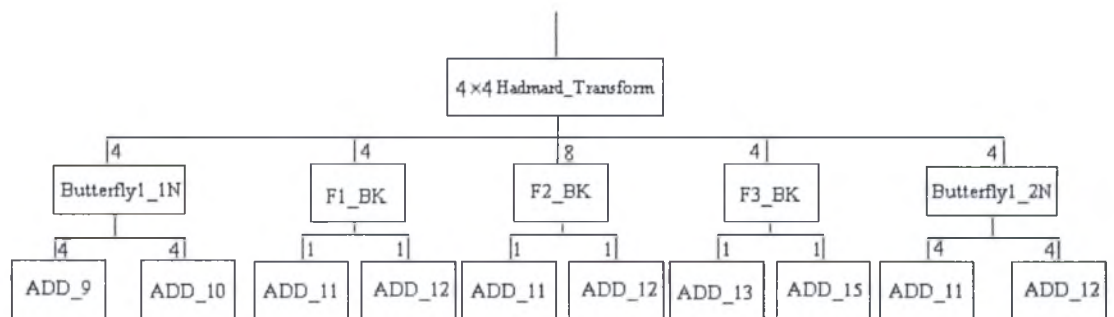 4×4 Hadmard_Transform
4 4 8 4 4
Butterfly1_1N F1_BK F2_BK F3_BK Butterfly1_2N
4 4 1 1 1 1 1 1 4 4
ADD_9 ADD_10 ADD_11 ADD_12 ADD_11 ADD_12 ADD_13 ADD_15 ADD_11 ADD_12